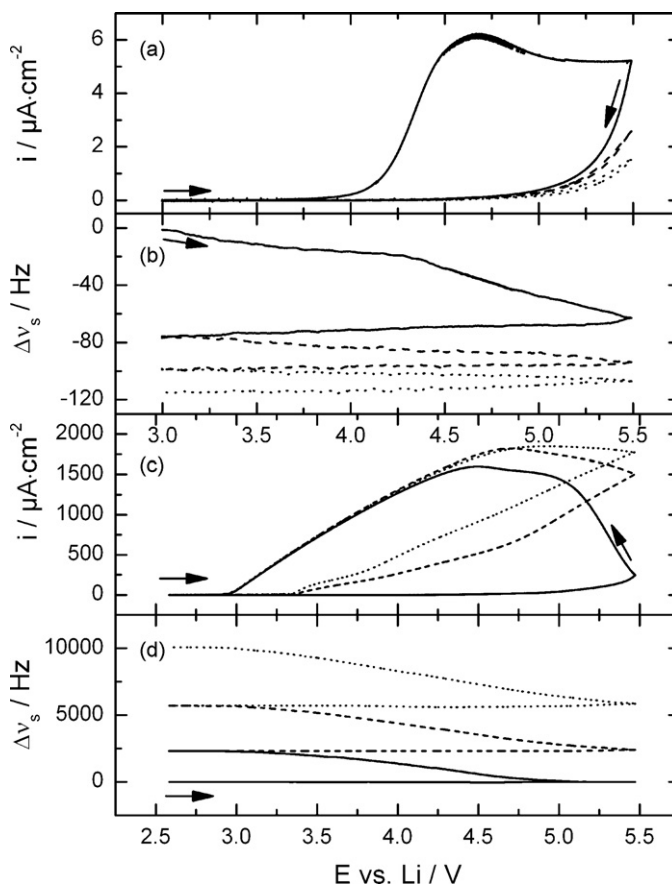 (a)
i / µA·cm-2
6
4
2
0
(b)
Δνs / Hz
0
-40
-80
-120
3.0 3.5 4.0 4.5 5.0 5.5
(c)
i / µA·cm-2
2000
1500
1000
500
0
(d)
Δνs / Hz
10000
5000
0
2.5 3.0 3.5 4.0 4.5 5.0 5.5
E vs. Li / V